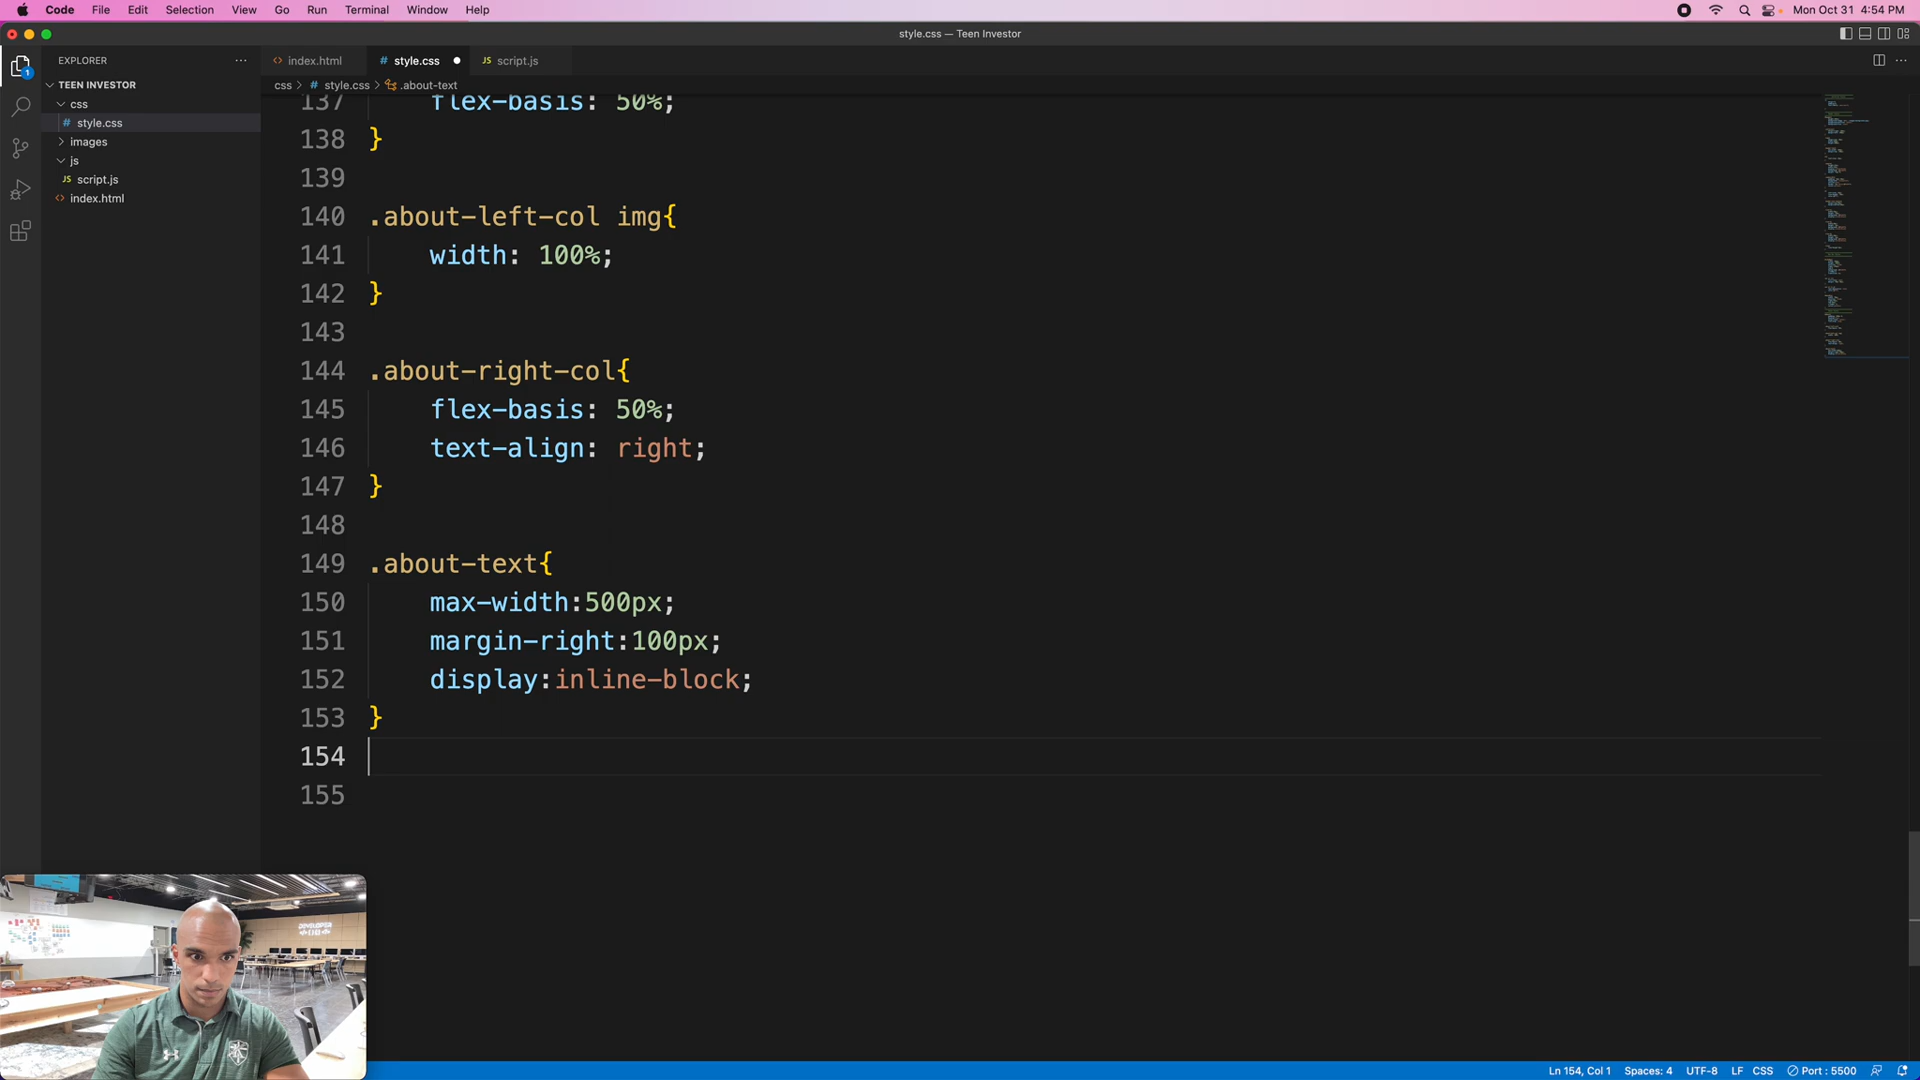 Code File Edit Selection View Go Run Terminal Window Help Mon Oct 31 4:54 PM
style.css — Teen Investor
EXPLORER
index.html
style.css
script.js
css > # style.css > .about-text
TEEN INVESTOR
css
# style.css
images
js
JS script.js
index.html
137 flex-basis: 50%;
138 }
139
140 .about-left-col img{
141 width: 100%;
142 }
143
144 .about-right-col{
145 flex-basis: 50%;
146 text-align: right;
147 }
148
149 .about-text{
150 max-width:500px;
151 margin-right:100px;
152 display:inline-block;
153 }
154
155
Ln 154, Col 1 Spaces: 4 UTF-8 LF CSS Port : 5500